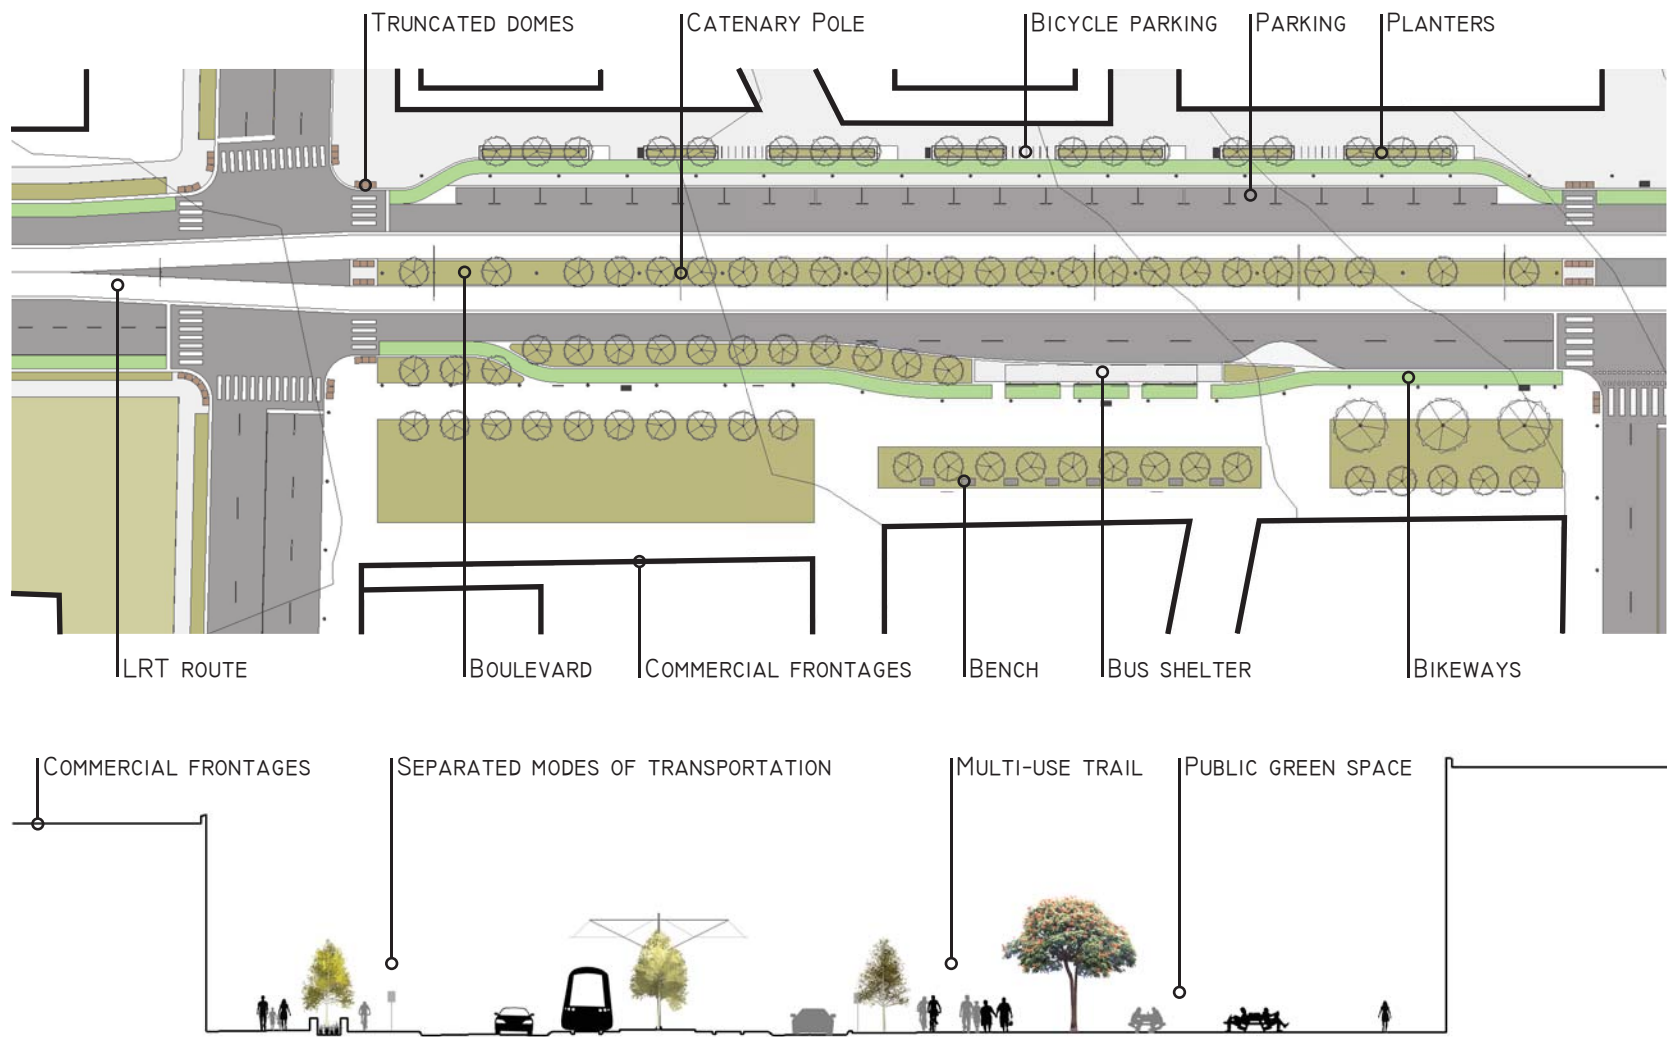 TRUNCATED DOMES
CATENARY POLE
BICYCLE PARKING
PARKING
PLANTERS
LRT ROUTE
BOULEVARD
COMMERCIAL FRONTAGES
BENCH
BUS SHELTER
BIKEWAYS
COMMERCIAL FRONTAGES
SEPARATED MODES OF TRANSPORTATION
MULTI-USE TRAIL
PUBLIC GREEN SPACE